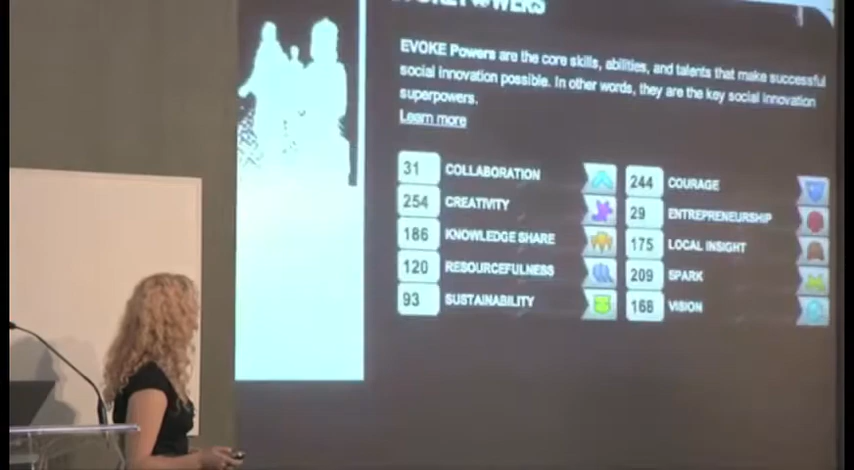 POWERS
EVOKE Powers are the core skills, abilities, and talents that make successful
social innovation possible. In other words, they are the key social innovation
superpowers.
Learn more
31 COLLABORATION 244 COURAGE
254 CREATIVITY 29 ENTREPRENEURSHIP
186 KNOWLEDGE SHARE 175 LOCAL INSIGHT
120 RESOURCEFULNESS 209 SPARK
93 SUSTAINABILITY 168 VISION